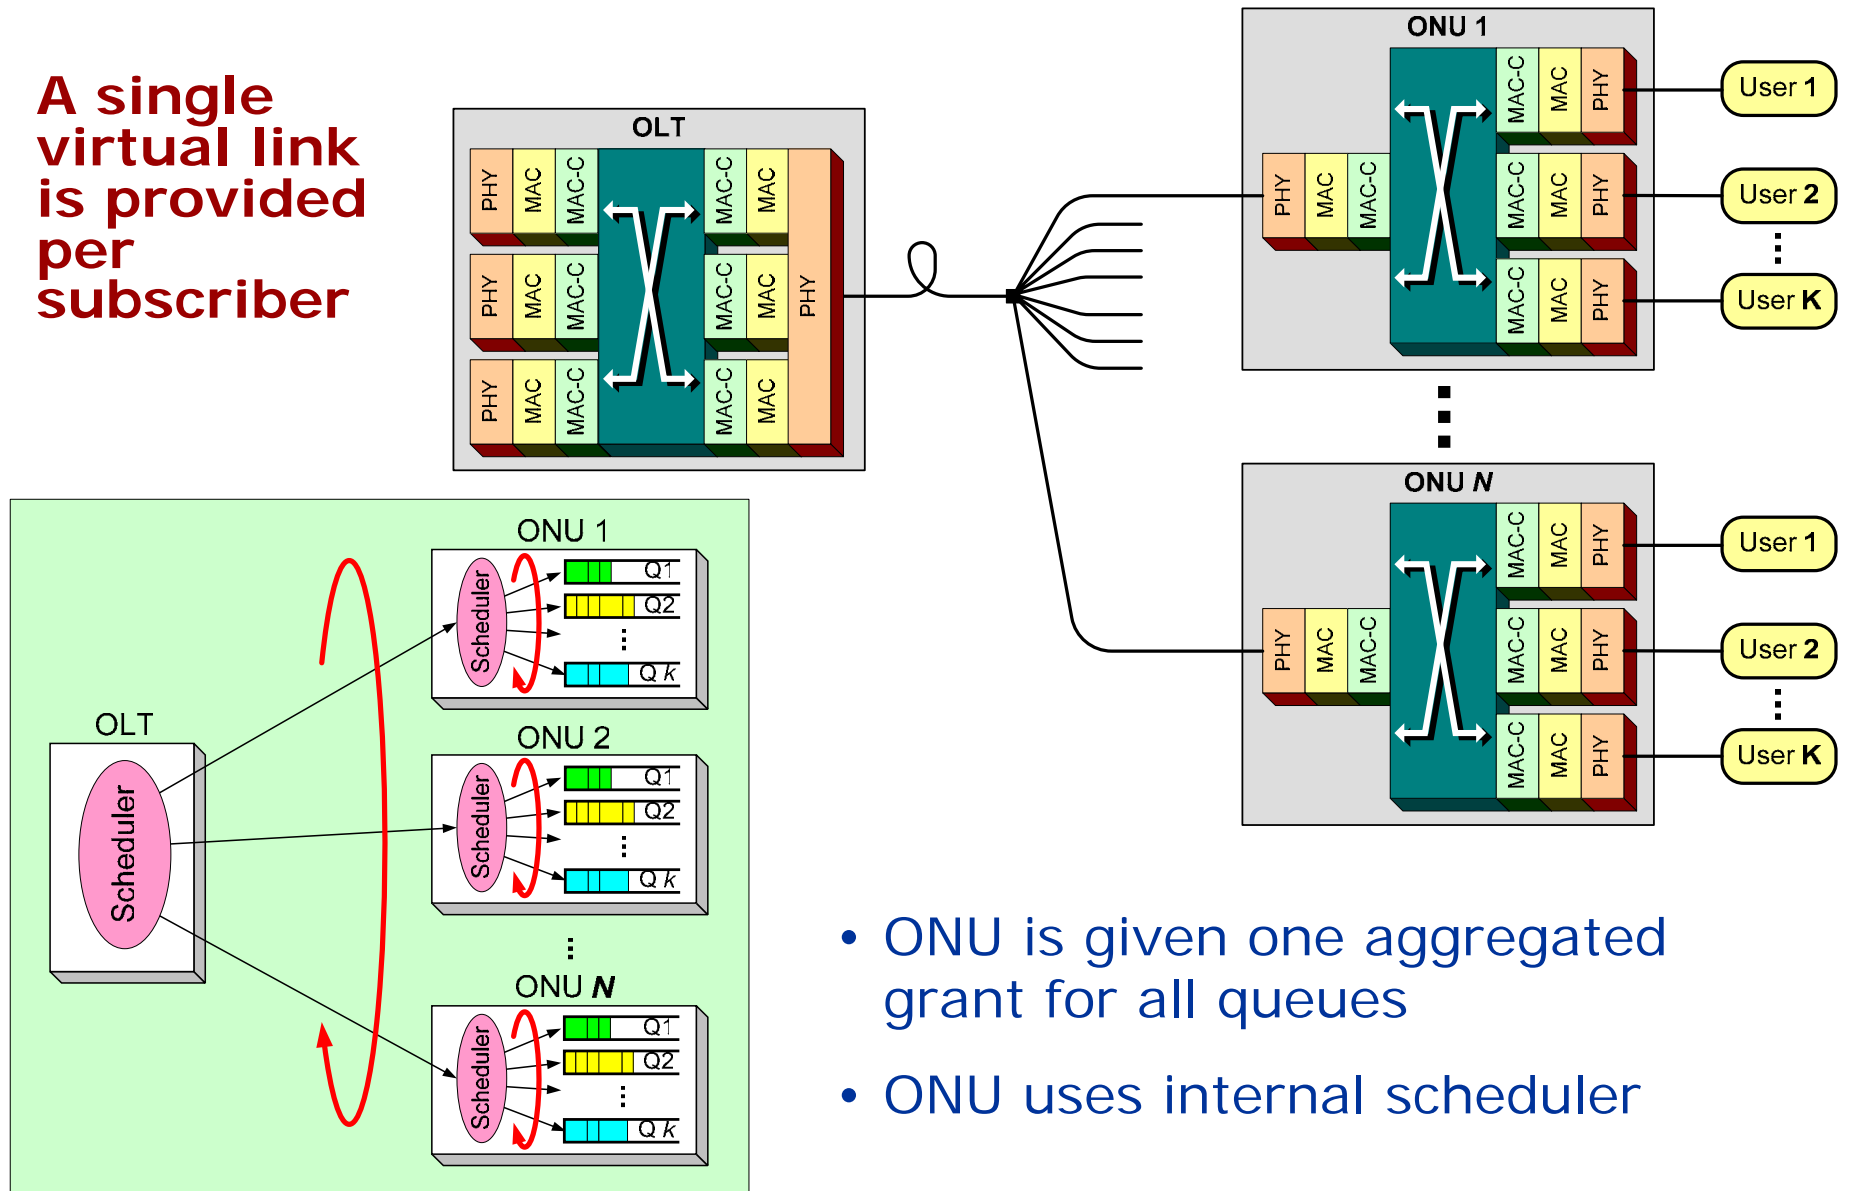 A single
virtual link
is provided
per
subscriber
OLT
PHY MAC MAC-C MAC-C MAC PHY
PHY MAC MAC-C MAC-C MAC
PHY MAC MAC-C MAC-C MAC
ONU 1
MAC-C MAC PHY
PHY MAC MAC-C MAC-C MAC PHY
MAC-C MAC PHY
User 1
User 2
User K
ONU N
MAC-C MAC PHY
PHY MAC MAC-C MAC-C MAC PHY
MAC-C MAC PHY
User 1
User 2
User K
OLT
Scheduler
ONU 1
Scheduler
Q1
Q2
Q k
ONU 2
Scheduler
Q1
Q2
Q k
ONU N
Scheduler
Q1
Q2
Q k
• ONU is given one aggregated
grant for all queues
• ONU uses internal scheduler